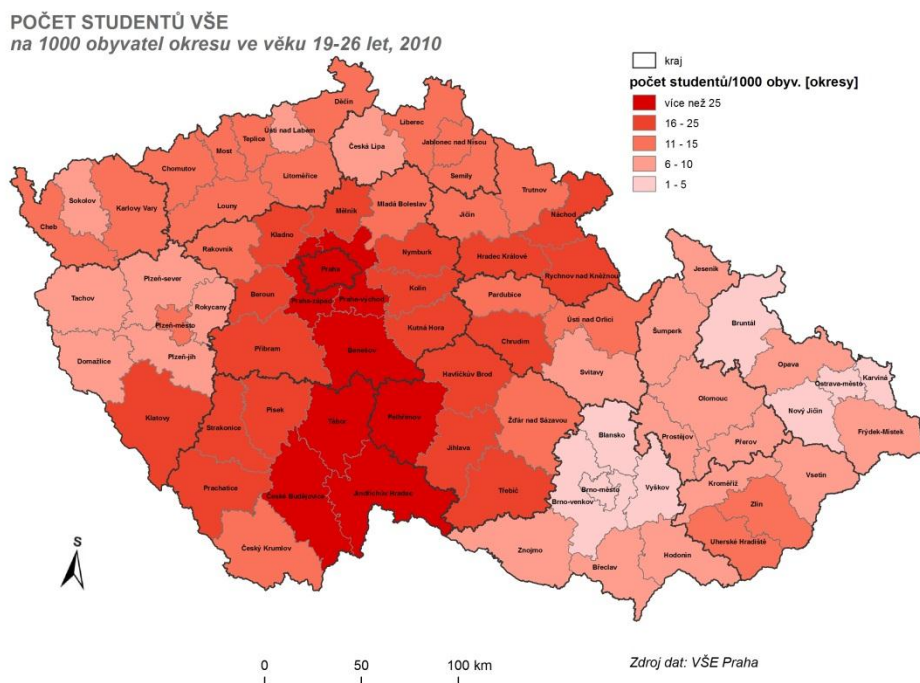 POČET STUDENTŮ VŠE
na 1000 obyvatel okresu ve věku 19-26 let, 2010
kraj
počet studentů/1000 obyv. [okresy]
více než 25
16 - 25
11 - 15
6 - 10
1 - 5
Děčín
Liberec
Ústí nad Labem
Teplice
Česká Lípa
Jablonec nad Nisou
Most
Chomutov
Litoměřice
Semily
Trutnov
Sokolov
Karlovy Vary
Louny
Mělník
Mladá Boleslav
Jičín
Náchod
Cheb
Kladno
Rakovník
Nymburk
Hradec Králové
Praha
Rychnov nad Kněžnou
Jeseník
Plzeň-sever
Tachov
Rokycany
Beroun
Praha-západ
Praha-východ
Kolín
Pardubice
Ústí nad Orlicí
Bruntál
Plzeň-město
Kutná Hora
Chrudim
Šumperk
Plzeň-jih
Domažlice
Příbram
Benešov
Havlíčkův Brod
Svitavy
Opava
Karviná
Ostrava-město
Klatovy
Strakonice
Písek
Tábor
Pelhřimov
Žďár nad Sázavou
Olomouc
Nový Jičín
Frýdek-Místek
Jihlava
Blansko
Prostějov
Přerov
Prachatice
České Budějovice
Jindřichův Hradec
Třebíč
Brno-město
Brno-venkov
Vyškov
Kroměříž
Vsetín
Zlín
Český Krumlov
Znojmo
Břeclav
Hodonín
Uherské Hradiště
S
0 50 100 km
Zdroj dat: VŠE Praha